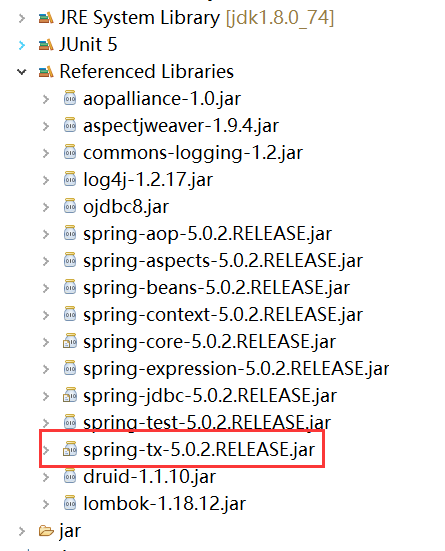 JRE System Library [jdk1.8.0_74]
JUnit 5
Referenced Libraries
aopalliance-1.0.jar
aspectjweaver-1.9.4.jar
commons-logging-1.2.jar
log4j-1.2.17.jar
ojdbc8.jar
spring-aop-5.0.2.RELEASE.jar
spring-aspects-5.0.2.RELEASE.jar
spring-beans-5.0.2.RELEASE.jar
spring-context-5.0.2.RELEASE.jar
spring-core-5.0.2.RELEASE.jar
spring-expression-5.0.2.RELEASE.jar
spring-jdbc-5.0.2.RELEASE.jar
spring-test-5.0.2.RELEASE.jar
spring-tx-5.0.2.RELEASE.jar
druid-1.1.10.jar
lombok-1.18.12.jar
jar